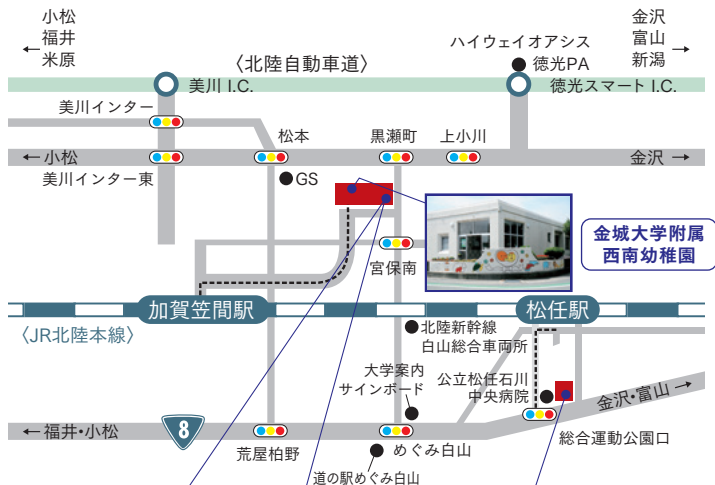 小松
福井
米原
←
金沢
富山
新潟
→
〈北陸自動車道〉
ハイウェイオアシス
徳光PA
美川 I.C.
徳光スマート I.C.
美川インター
松本
黒瀬町
上小川
←小松
金沢→
美川インター東
GS
金城大学附属
西南幼稚園
宮保南
加賀笠間駅
松任駅
〈JR北陸本線〉
北陸新幹線
白山総合車両所
大学案内
サインボード
公立松任石川
中央病院
金沢・富山→
8
←福井・小松
荒屋柏野
めぐみ白山
総合運動公園口
道の駅めぐみ白山